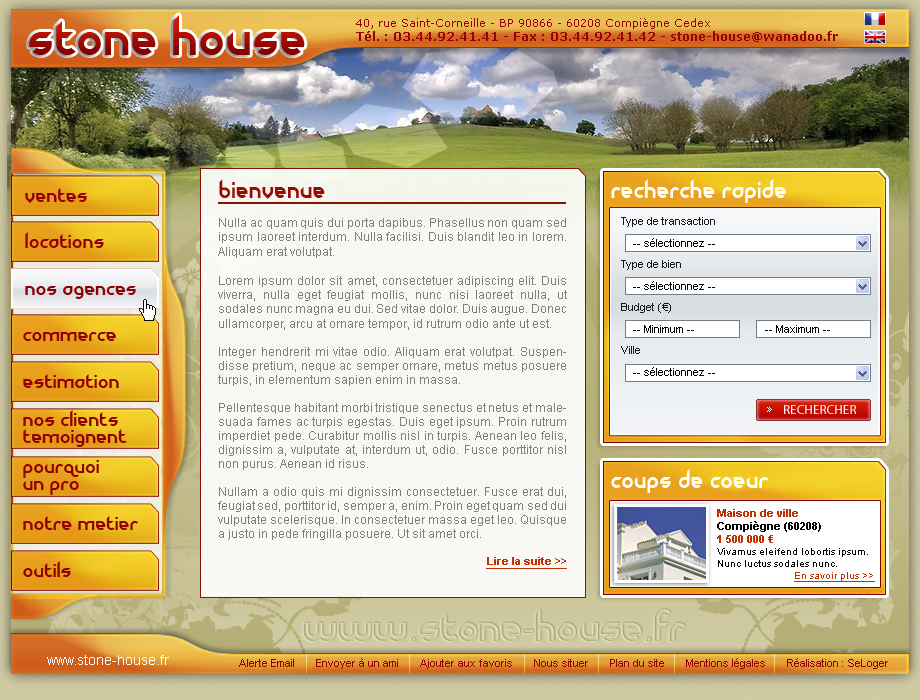 stone house
40, rue Saint-Corneille - BP 90866 - 60208 Compiègne Cedex
Tél. : 03.44.92.41.41 - Fax : 03.44.92.41.42 - stone-house@wanadoo.fr
ventes
locations
nos agences
commerce
estimation
nos clients
temoignent
pourquoi
un pro
notre metier
outils
bienvenue
Nulla ac quam quis dui porta dapibus. Phasellus non quam sed
ipsum laoreet interdum. Nulla facilisi. Duis blandit leo in lorem.
Aliquam erat volutpat.
Lorem ipsum dolor sit amet, consectetuer adipiscing elit. Duis
viverra, nulla eget feugiat mollis, nunc nisi laoreet nulla, ut
sodales nunc magna eu dui. Sed vitae dolor. Duis augue. Donec
ullamcorper, arcu at ornare tempor, id rutrum odio ante ut est.
Integer hendrerit mi vitae odio. Aliquam erat volutpat. Suspen-
disse pretium, neque ac semper ornare, metus metus posuere
turpis, in elementum sapien enim in massa.
Pellentesque habitant morbi tristique senectus et netus et male-
suada fames ac turpis egestas. Duis eget ipsum. Proin rutrum
imperdiet pede. Curabitur mollis nisl in turpis. Aenean leo felis,
dignissim a, vulputate at, interdum ut, odio. Fusce porttitor nisl
non purus. Aenean id risus.
Nullam a odio quis mi dignissim consectetuer. Fusce erat dui,
feugiat sed, porttitor id, semper a, enim. Proin eget quam sed dui
vulputate scelerisque. In consectetuer massa eget leo. Quisque
a justo in pede fringilla posuere. Ut sit amet orci.
Lire la suite >>
recherche rapide
Type de transaction
-- sélectionnez --
Type de bien
-- sélectionnez --
Budget (€)
-- Minimum --
-- Maximum --
Ville
-- sélectionnez --
» RECHERCHER
coups de coeur
Maison de ville
Compiègne (60208)
1 500 000 €
Vivamus eleifend lobortis ipsum.
Nunc luctus sodales nunc.
En savoir plus >>
www.stone-house.fr
www.stone-house.fr
Alerte Email
Envoyer à un ami
Ajouter aux favoris
Nous situer
Plan du site
Mentions légales
Réalisation : SeLoger